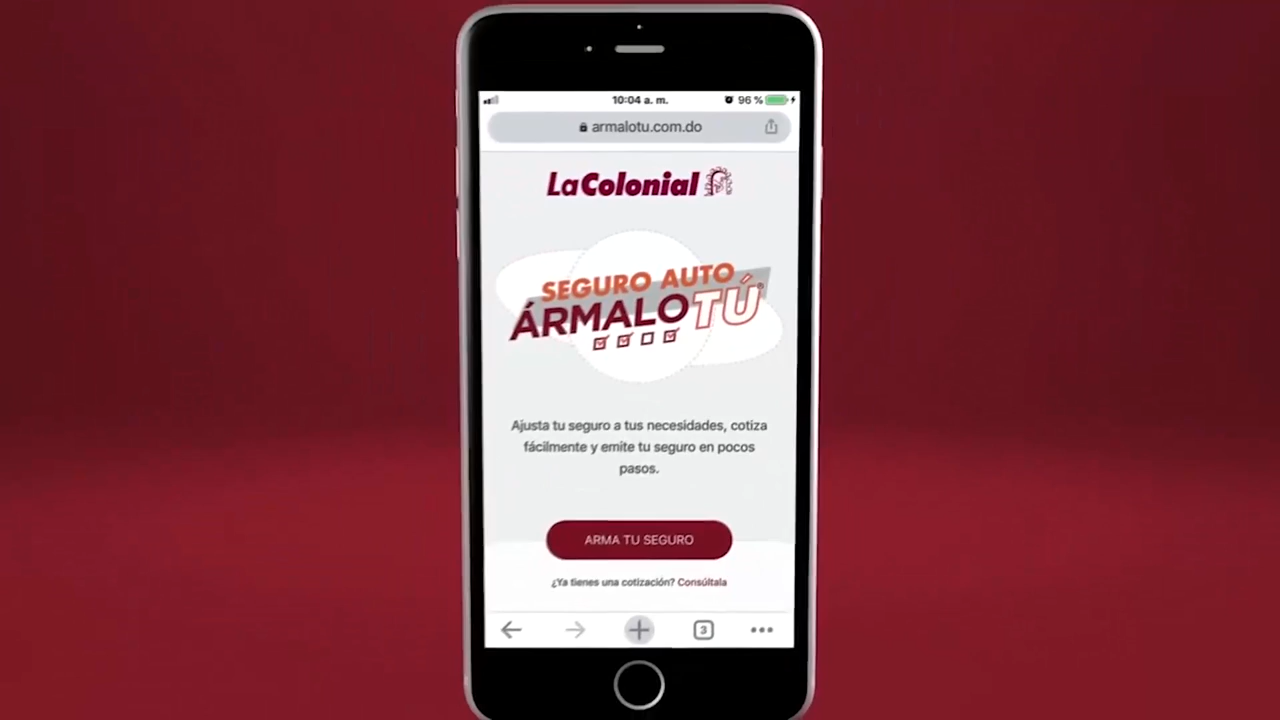 10:04 a. m.
96 %
armalotu.com.do
LaColonial
SEGURO AUTO
ÁRMALOTÚ®
Ajusta tu seguro a tus necesidades, cotiza
fácilmente y emite tu seguro en pocos
pasos.
ARMA TU SEGURO
¿Ya tienes una cotización? Consúltala
3